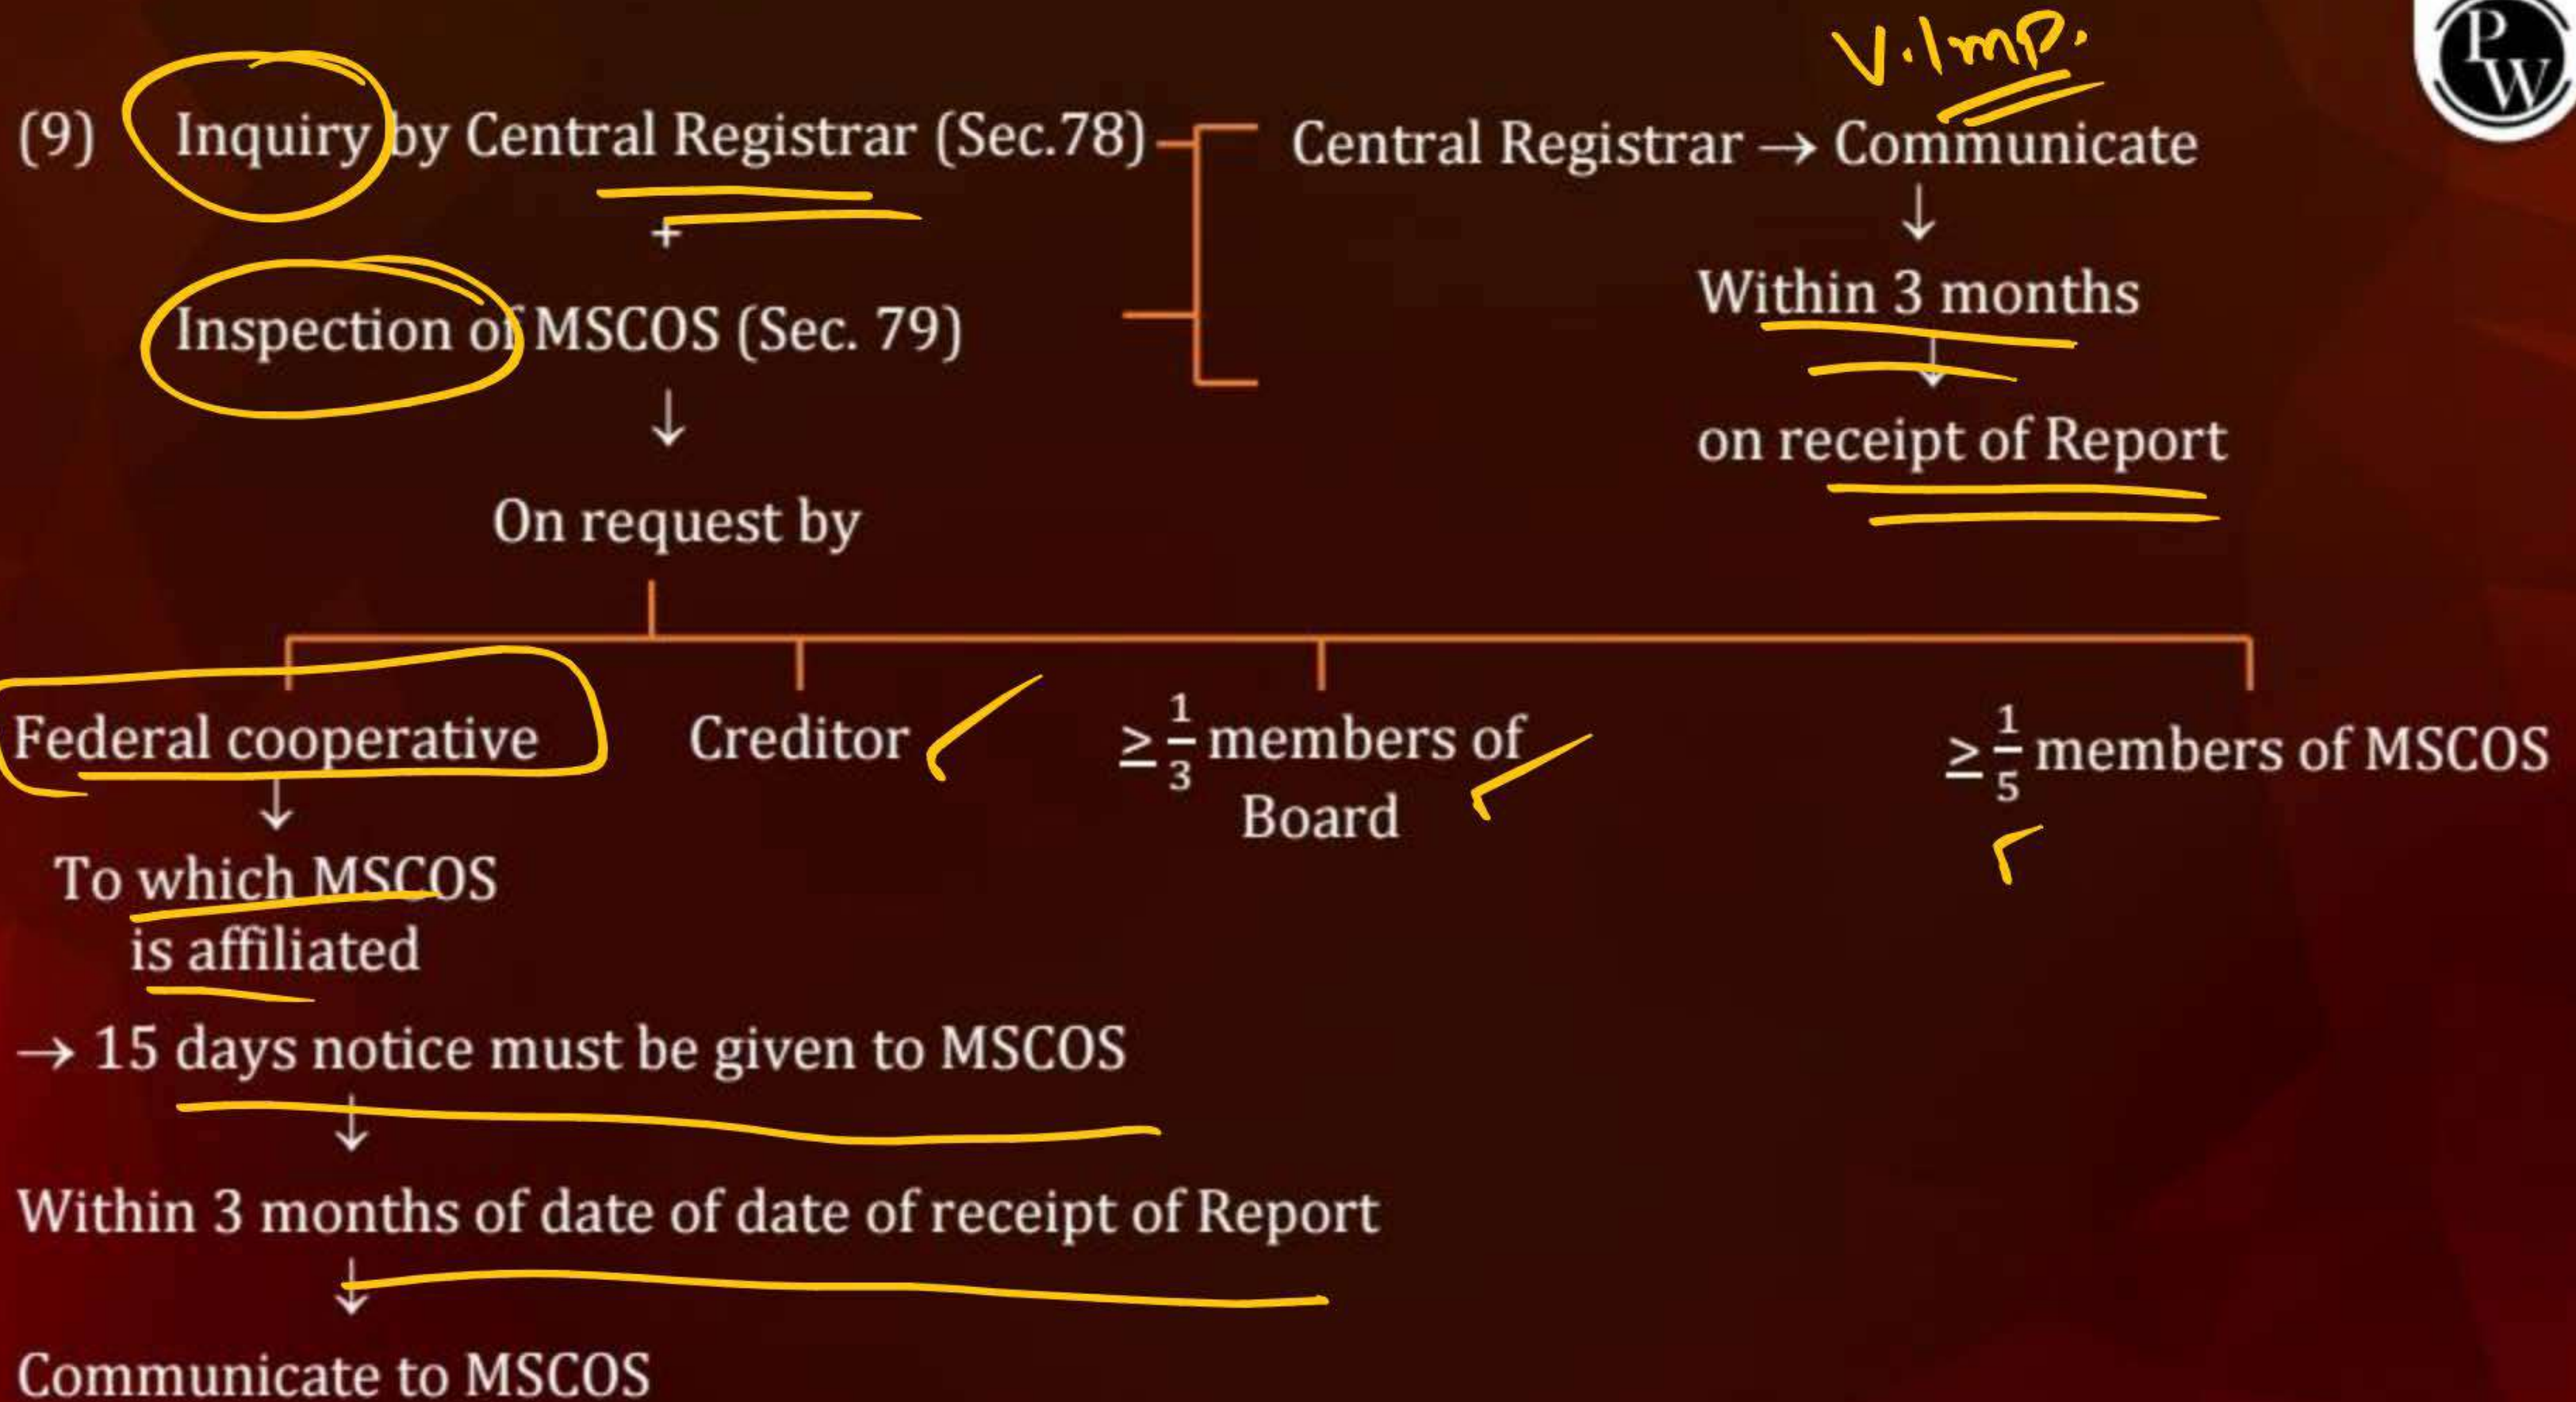 V.Imp.
PW
(9) Inquiry by Central Registrar (Sec.78)
+
Inspection of MSCOS (Sec. 79)
↓
On request by
Central Registrar → Communicate
↓
Within 3 months
↓
on receipt of Report
Federal cooperative
↓
To which MSCOS
is affiliated
Creditor
≥ 1/3 members of
Board
≥ 1/5 members of MSCOS
→ 15 days notice must be given to MSCOS
↓
Within 3 months of date of date of receipt of Report
↓
Communicate to MSCOS